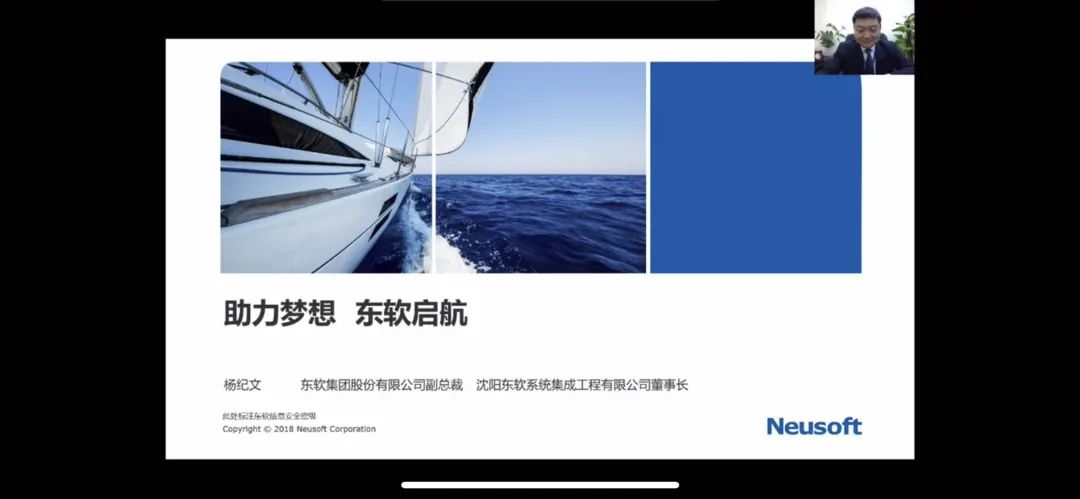 助力梦想 东软启航
杨纪文 东软集团股份有限公司副总裁 沈阳东软系统集成工程有限公司董事长
此处标注东软信息安全密级
Copyright © 2018 Neusoft Corporation
Neusoft